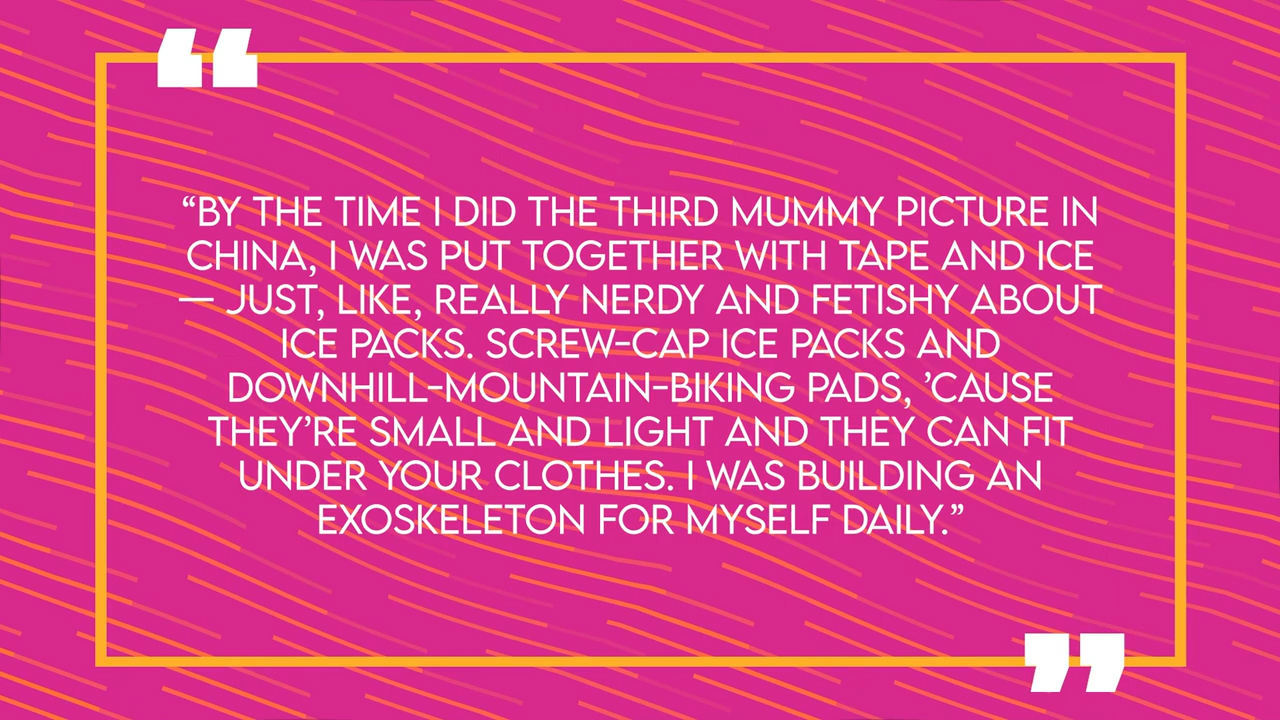 “BY THE TIME I DID THE THIRD MUMMY PICTURE IN
CHINA, I WAS PUT TOGETHER WITH TAPE AND ICE
— JUST, LIKE, REALLY NERDY AND FETISHY ABOUT
ICE PACKS. SCREW-CAP ICE PACKS AND
DOWNHILL-MOUNTAIN-BIKING PADS, ’CAUSE
THEY’RE SMALL AND LIGHT AND THEY CAN FIT
UNDER YOUR CLOTHES. I WAS BUILDING AN
EXOSKELETON FOR MYSELF DAILY.”